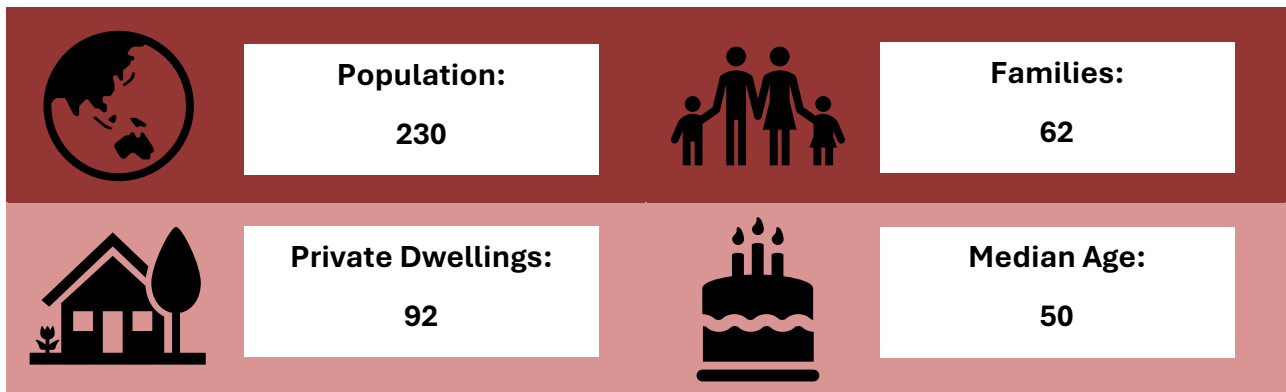 Population:
230
Families:
62
Private Dwellings:
92
Median Age:
50